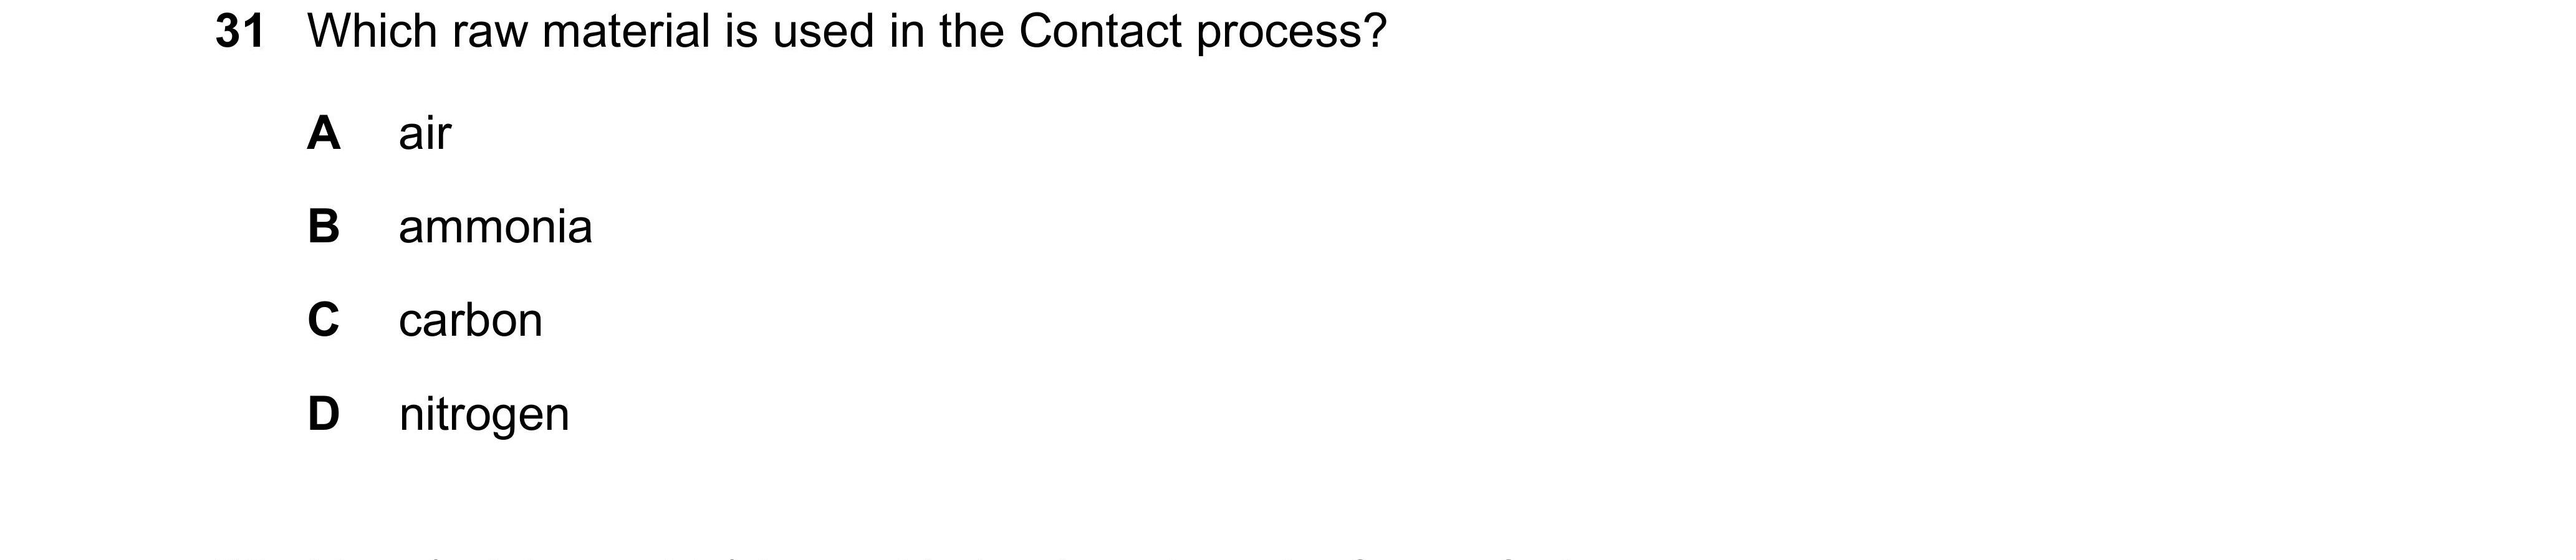 31 Which raw material is used in the Contact process?
A air
B ammonia
C carbon
D nitrogen